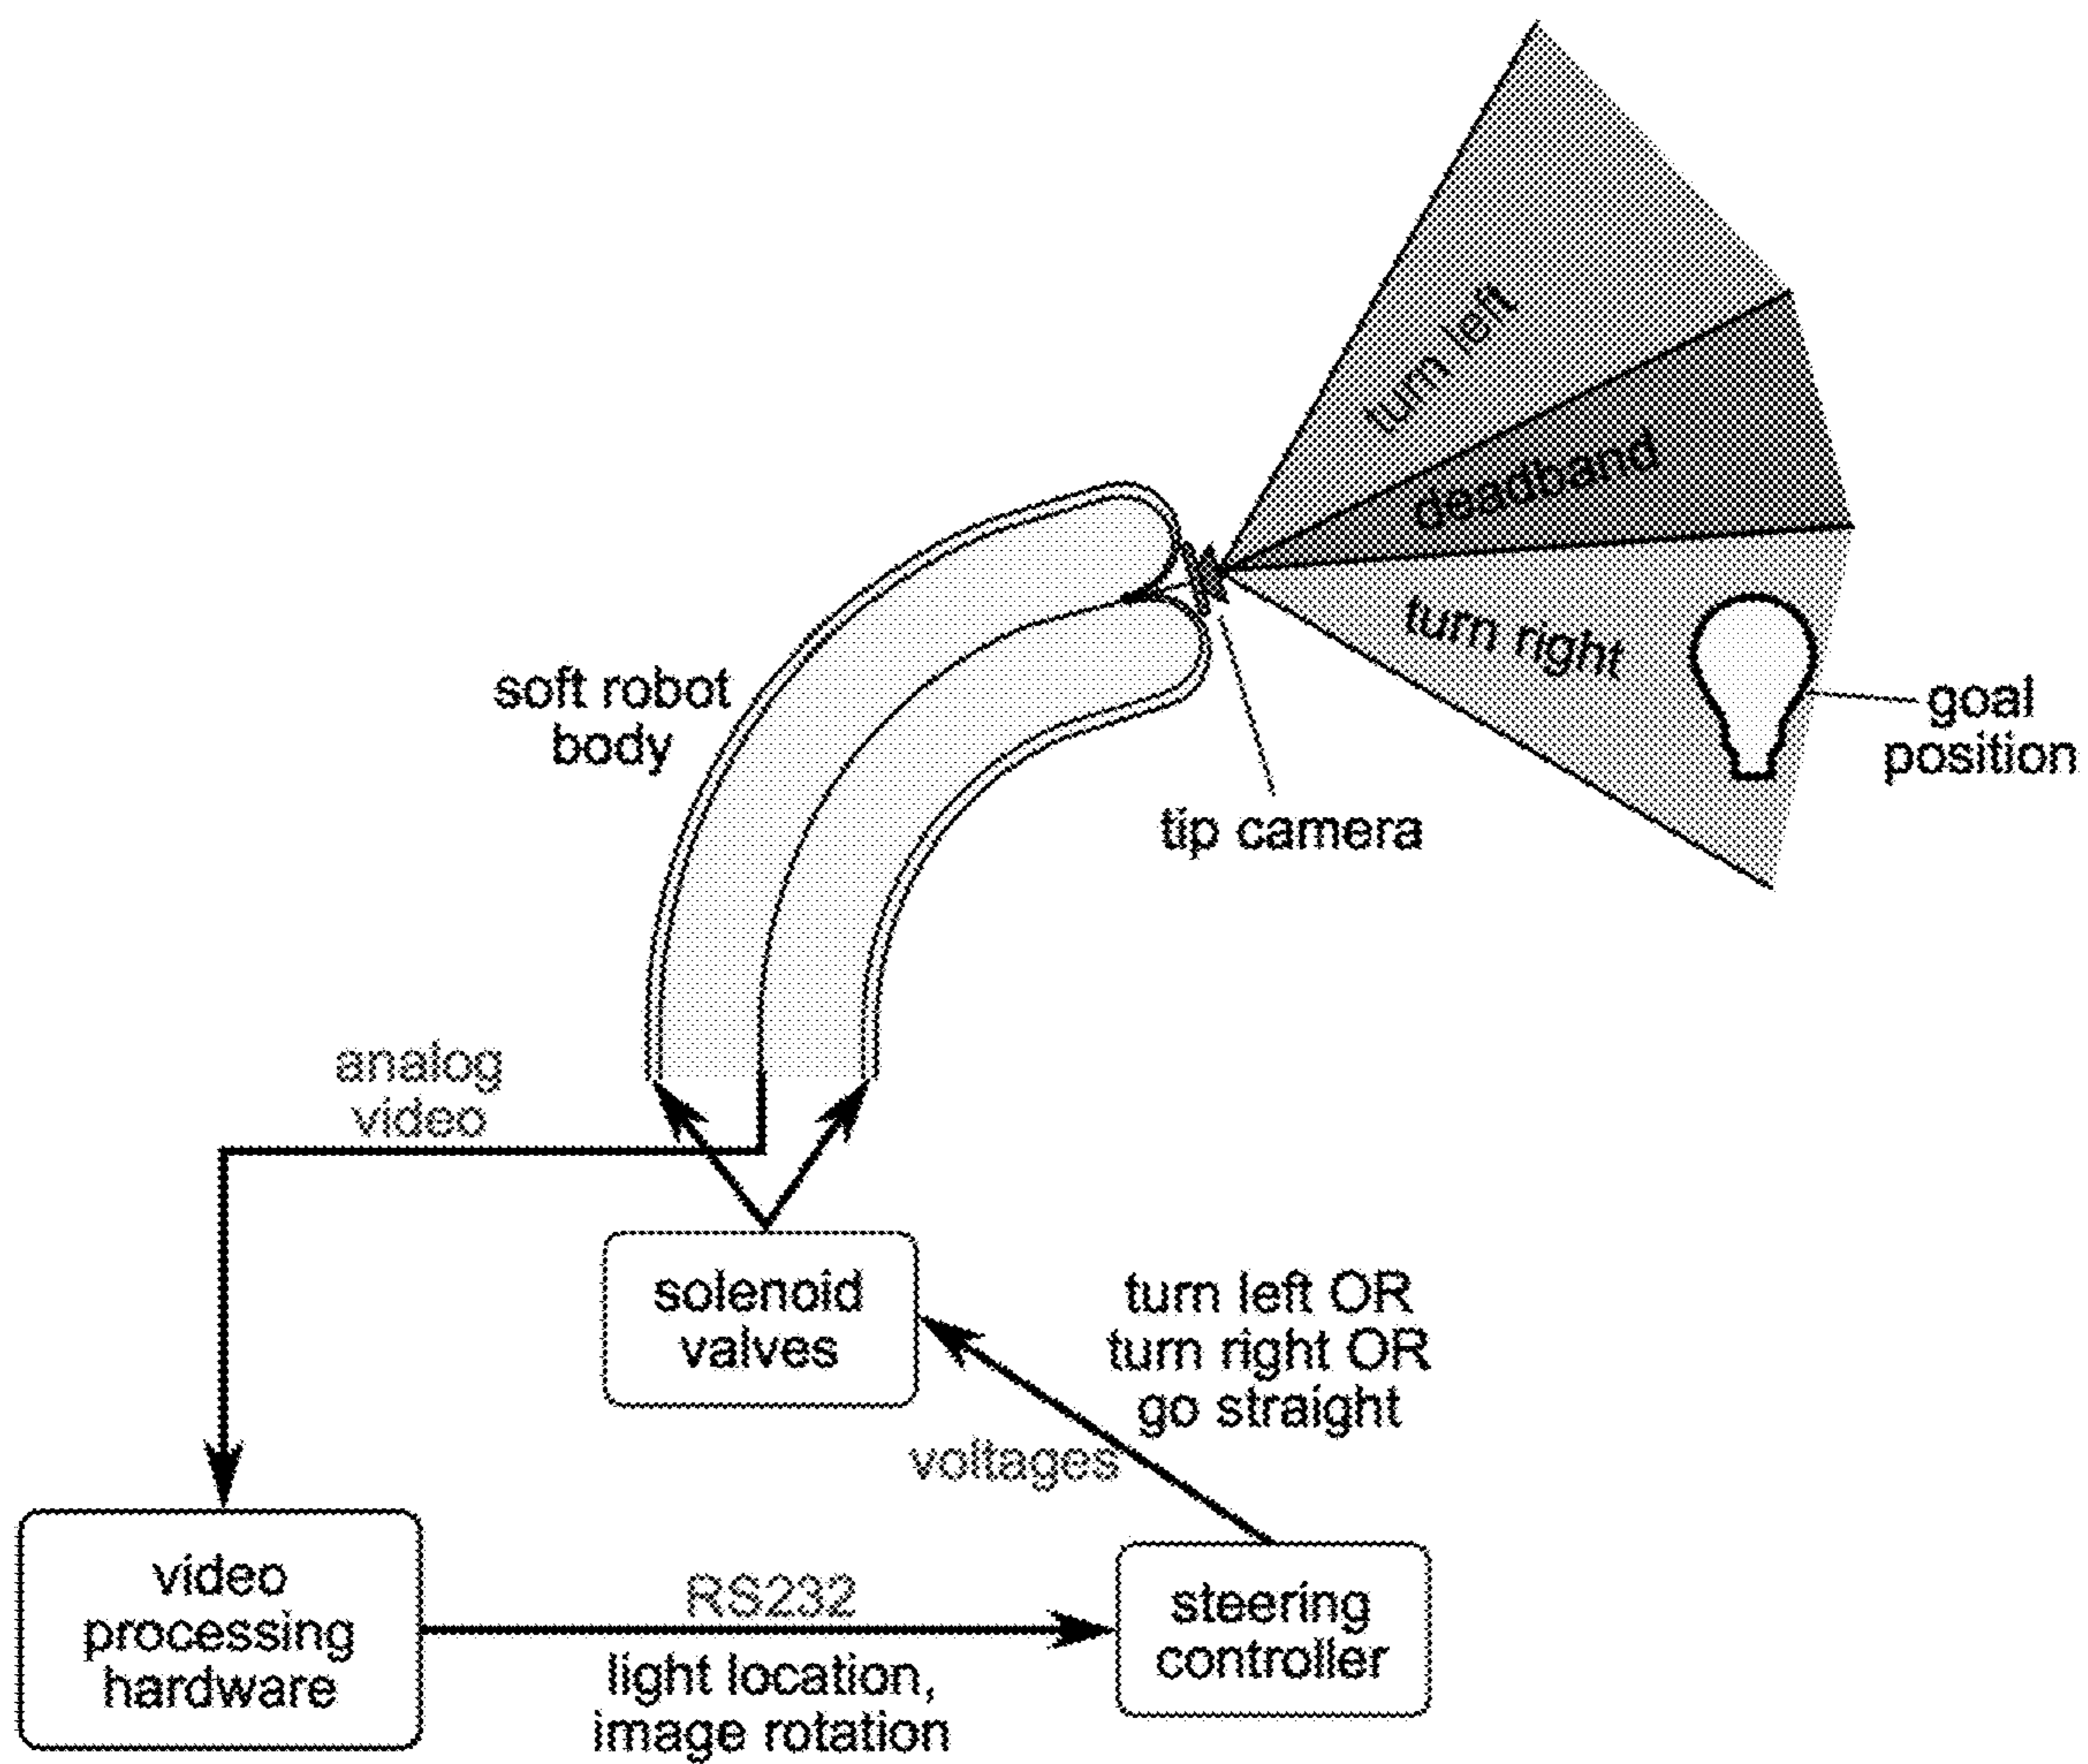 turn left
deadband
turn right
goal
position
soft robot
body
tip camera
analog
video
solenoid
valves
turn left OR
turn right OR
go straight
voltages
video
processing
hardware
RS232
light location,
image rotation
steering
controller